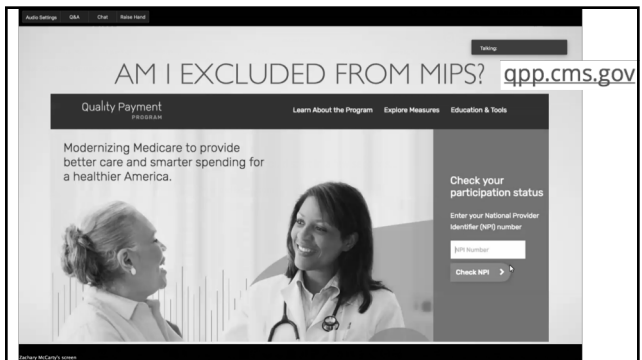 Audio Settings Q&A Chat Raise Hand
Talking:
AM I EXCLUDED FROM MIPS? qpp.cms.gov
Quality Payment
PROGRAM
Learn About the Program Explore Measures Education & Tools
Modernizing Medicare to provide
better care and smarter spending for
a healthier America.
Check your
participation status
Enter your National Provider
Identifier (NPI) number
NPI Number
Check NPI
Zachary McCarty's screen